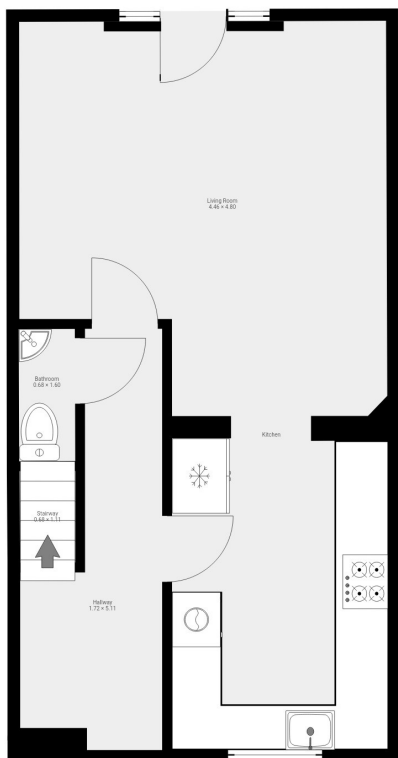 Living Room
4.46 × 4.80
Bathroom
0.68 × 1.60
Kitchen
Stairway
0.68 × 1.11
Hallway
1.72 × 5.11